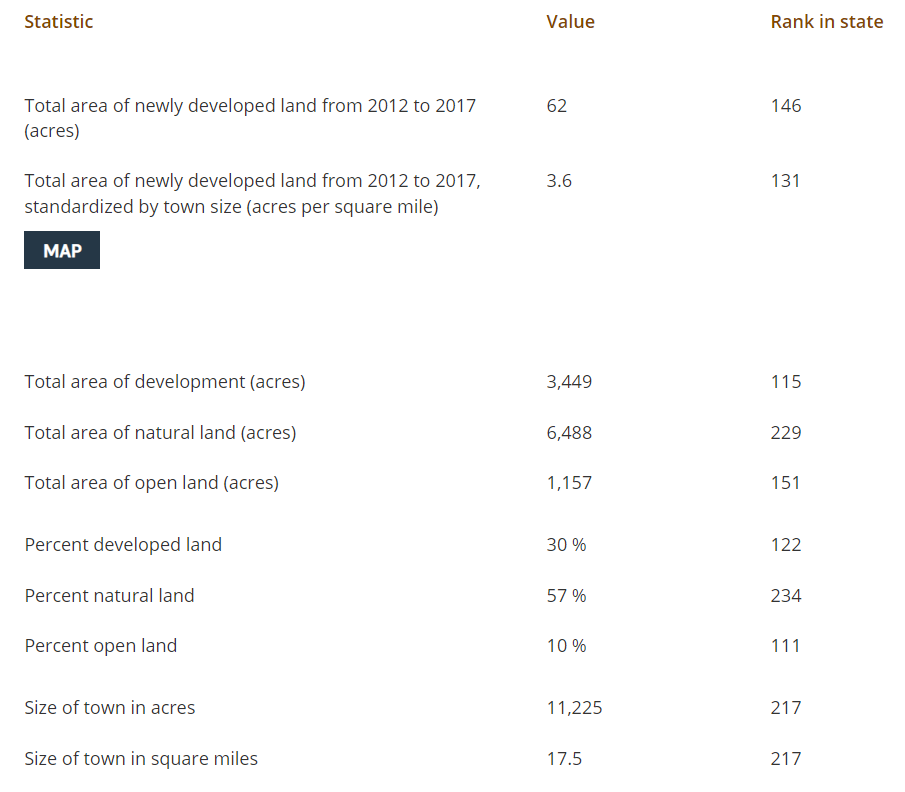 Statistic Value Rank in state
Total area of newly developed land from 2012 to 2017 62 146
(acres)
Total area of newly developed land from 2012 to 2017, 3.6 131
standardized by town size (acres per square mile)
MAP
Total area of development (acres) 3,449 115
Total area of natural land (acres) 6,488 229
Total area of open land (acres) 1,157 151
Percent developed land 30 % 122
Percent natural land 57 % 234
Percent open land 10 % 111
Size of town in acres 11,225 217
Size of town in square miles 17.5 217